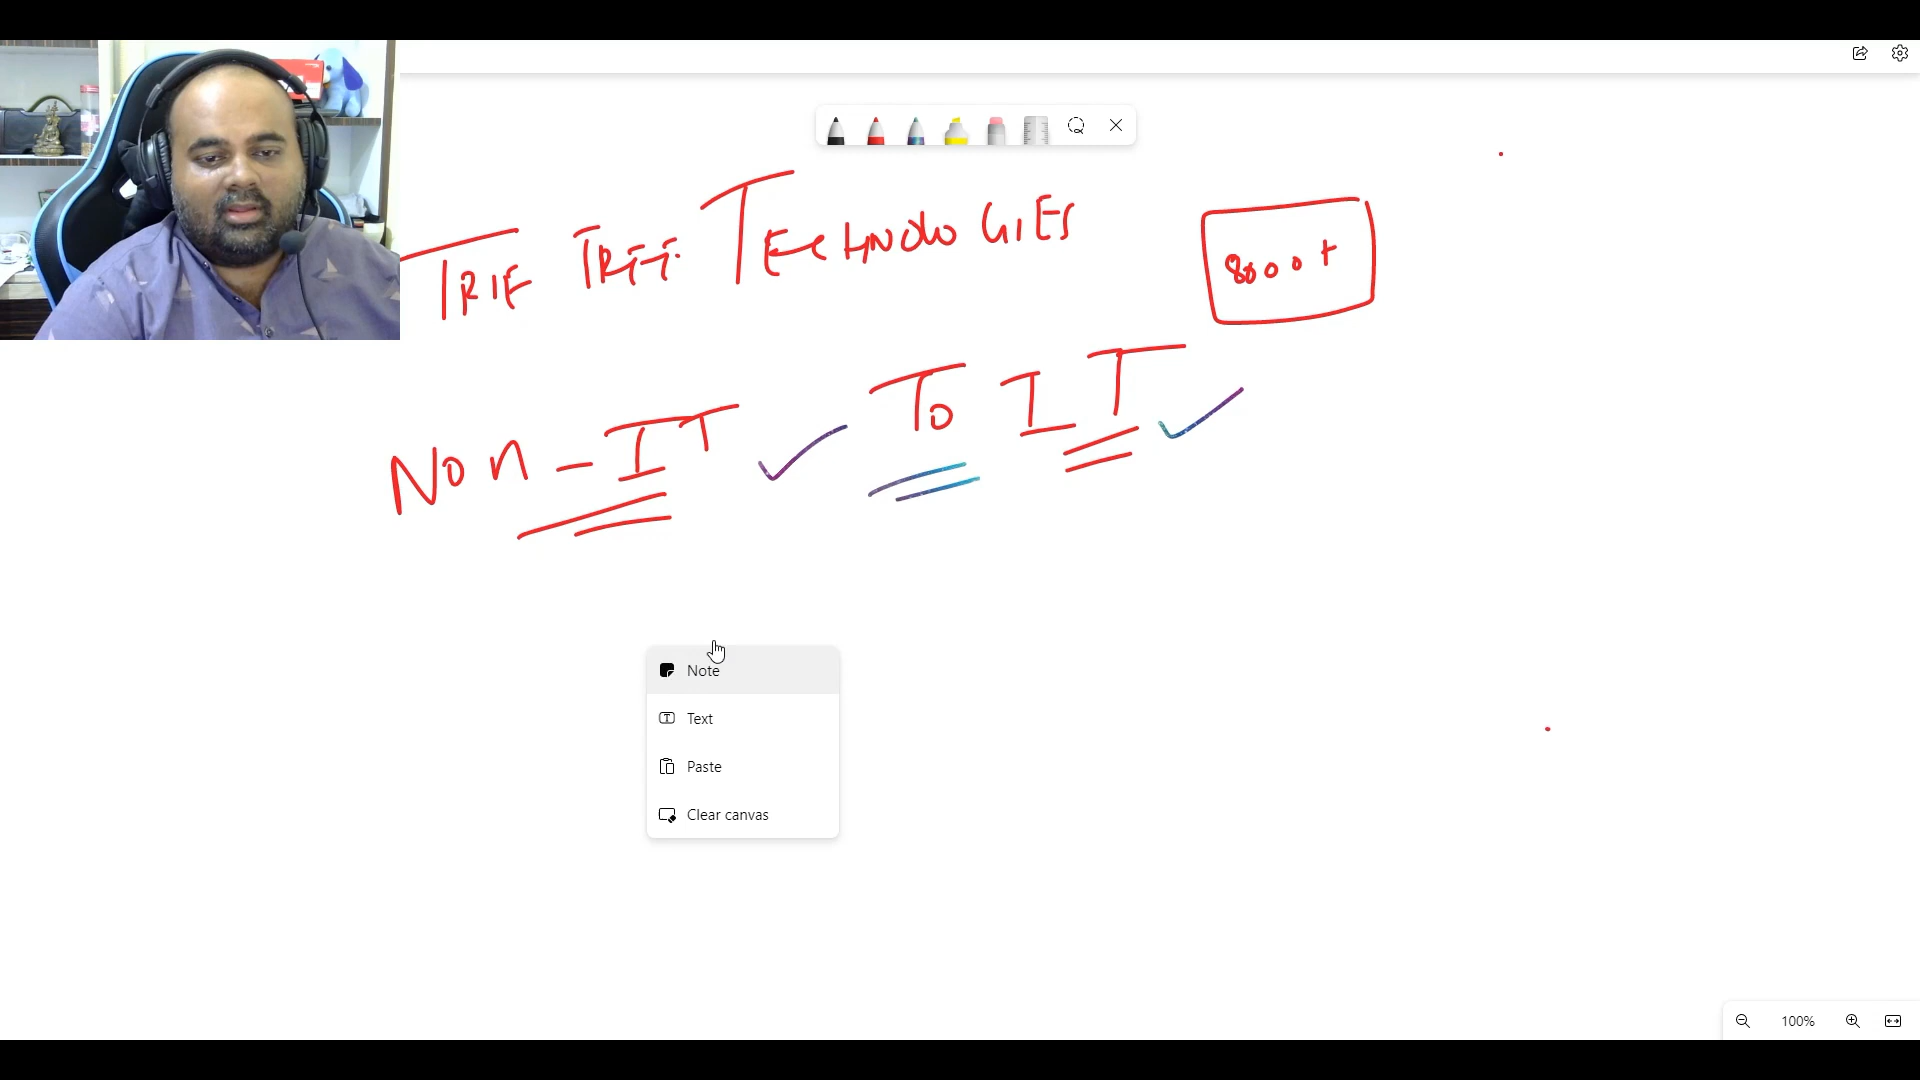 TRIE TREE TECHNOLOGIES
8000+
NON-IT TO IT
Note
Text
Paste
Clear canvas
100%